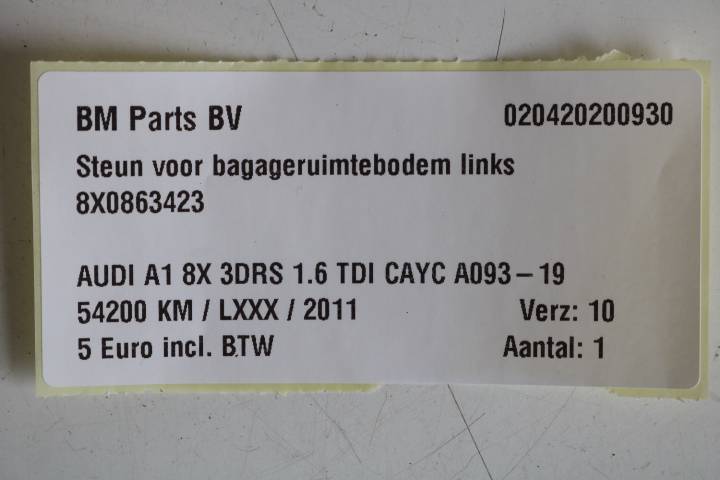 BM Parts BV 020420200930
Steun voor bagageruimtebodem links
8X0863423
AUDI A1 8X 3DRS 1.6 TDI CAYC A093-19
54200 KM / LXXX / 2011 Verz: 10
5 Euro incl. BTW Aantal: 1